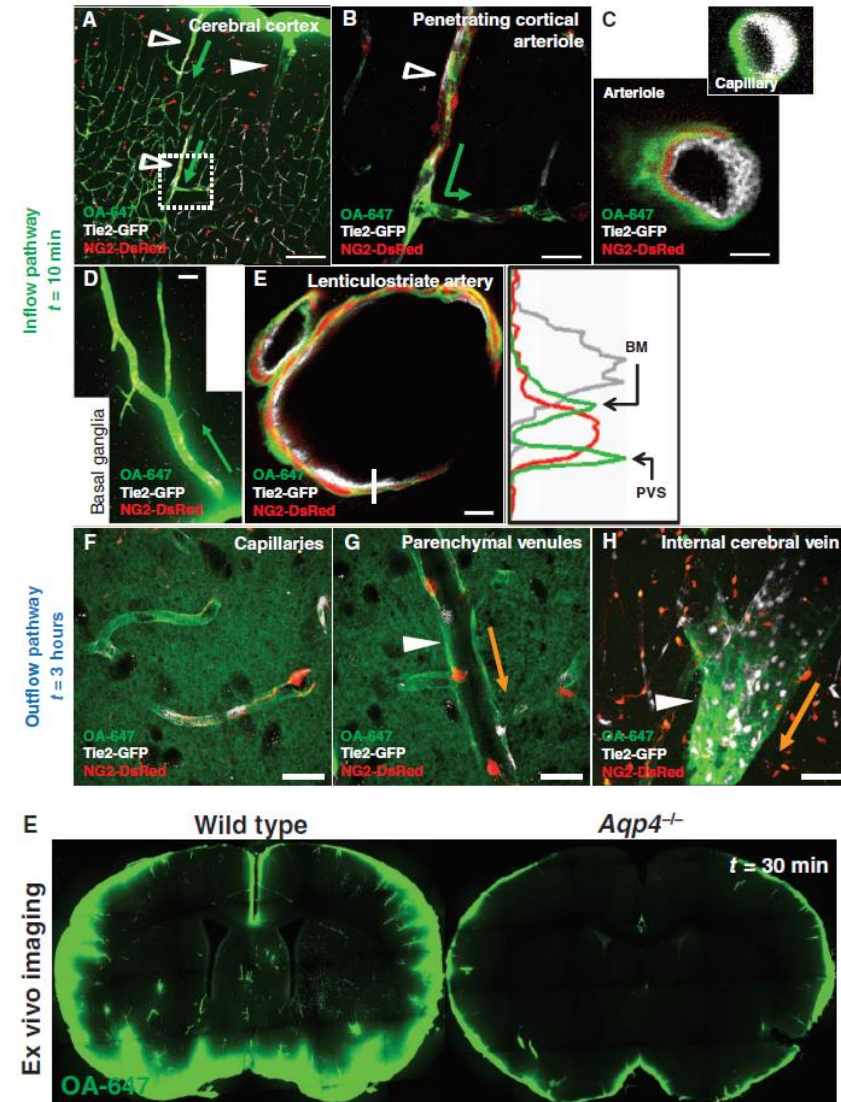 A
Cerebral cortex
OA-647
Tie2-GFP
NG2-DsRed
B
Penetrating cortical
arteriole
OA-647
Tie2-GFP
NG2-DsRed
C
Capillary
Arteriole
OA-647
Tie2-GFP
NG2-DsRed
Inflow pathway
t = 10 min
D
Basal ganglia
OA-647
Tie2-GFP
NG2-DsRed
E
Lenticulostriate artery
OA-647
Tie2-GFP
NG2-DsRed
BM
PVS
Outflow pathway
t = 3 hours
F
Capillaries
OA-647
Tie2-GFP
NG2-DsRed
G
Parenchymal venules
OA-647
Tie2-GFP
NG2-DsRed
H
Internal cerebral vein
OA-647
Tie2-GFP
NG2-DsRed
E
Wild type
Aqp4–/–
t = 30 min
Ex vivo imaging
OA-647